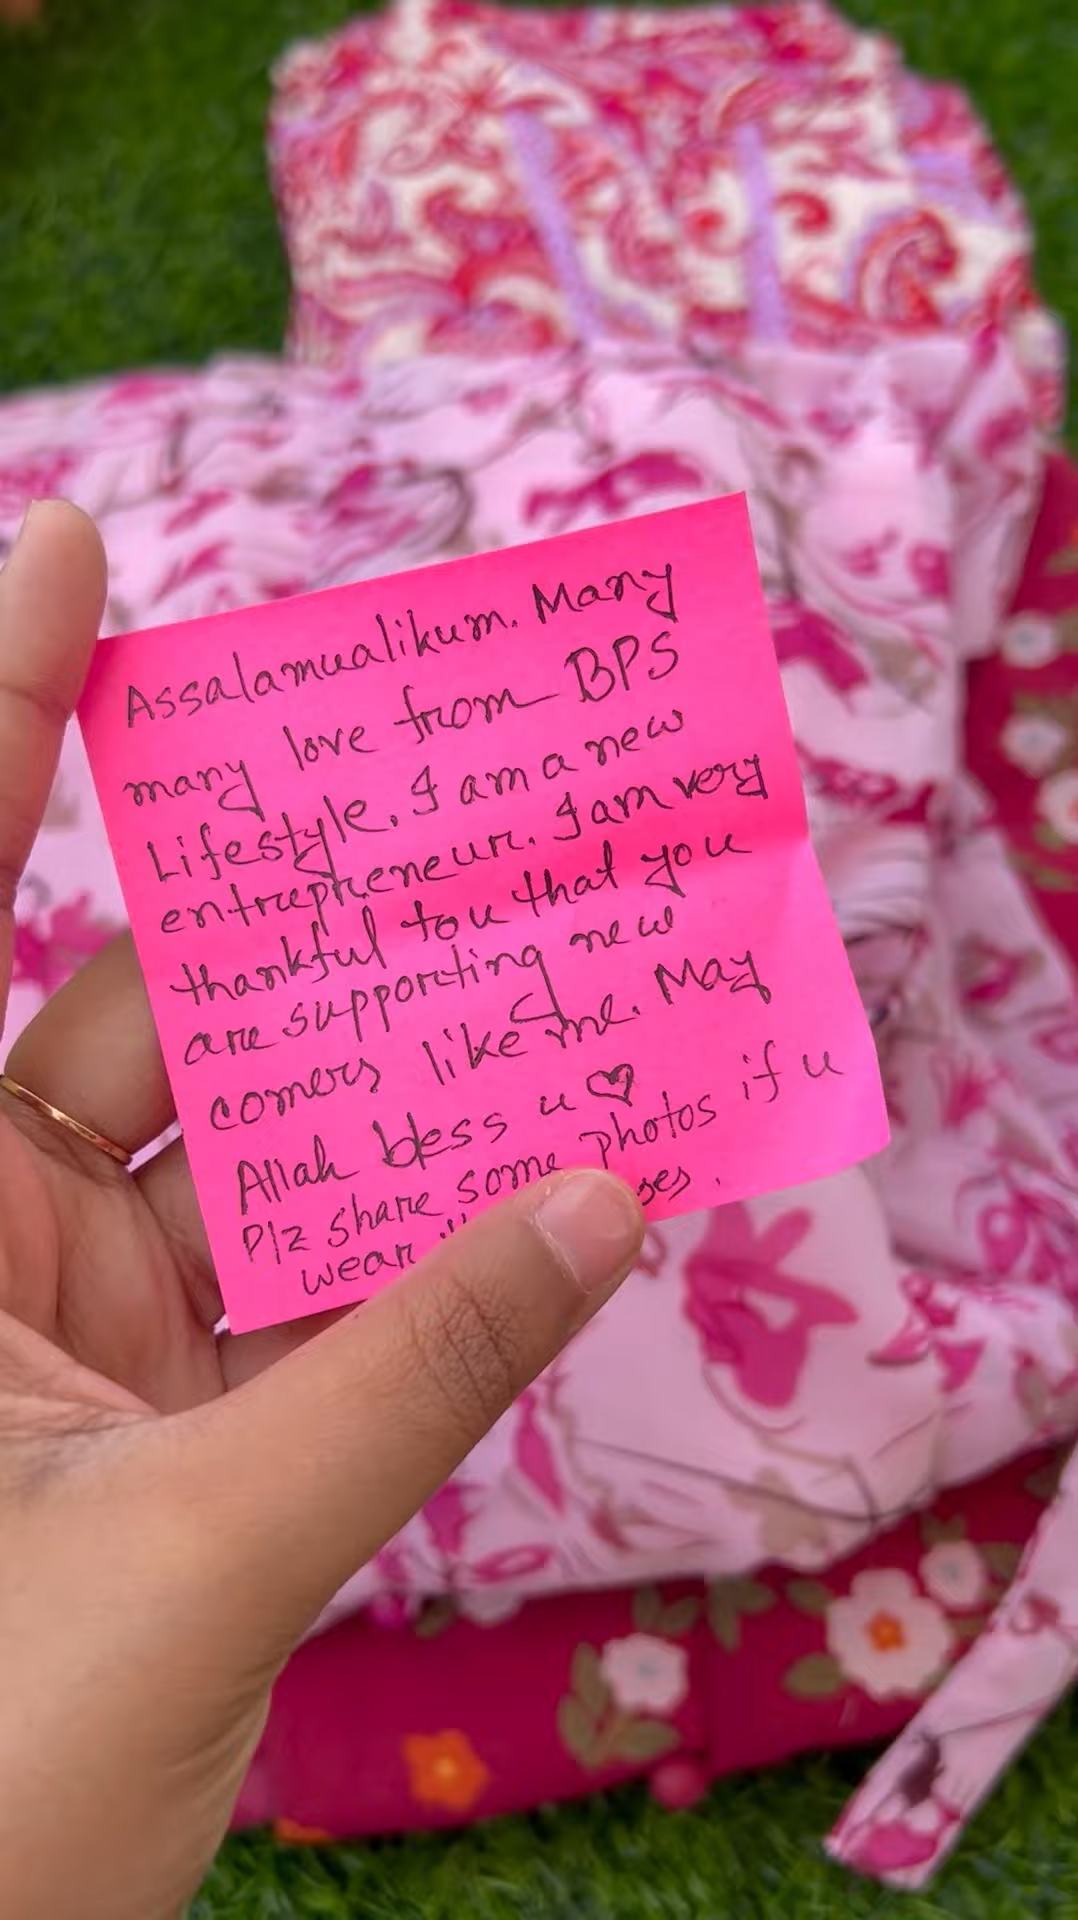 Assalamualikum. Many
many love from BPS
Lifestyle. I am a new
entrepreneur. I am very
thankful to u that you
are supporting new
comers like me. May
Allah bless u ♡
Plz share some photos if u
wear